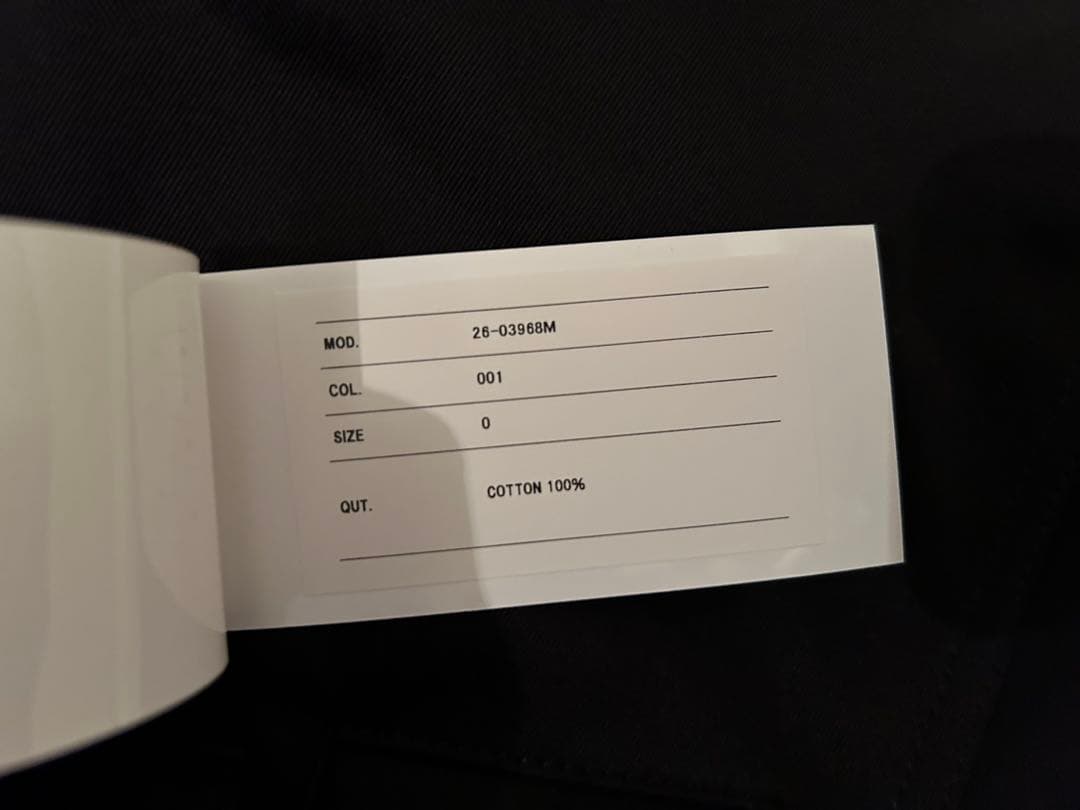 MOD. 26-03968M
COL. 001
SIZE 0
QUT. COTTON 100%